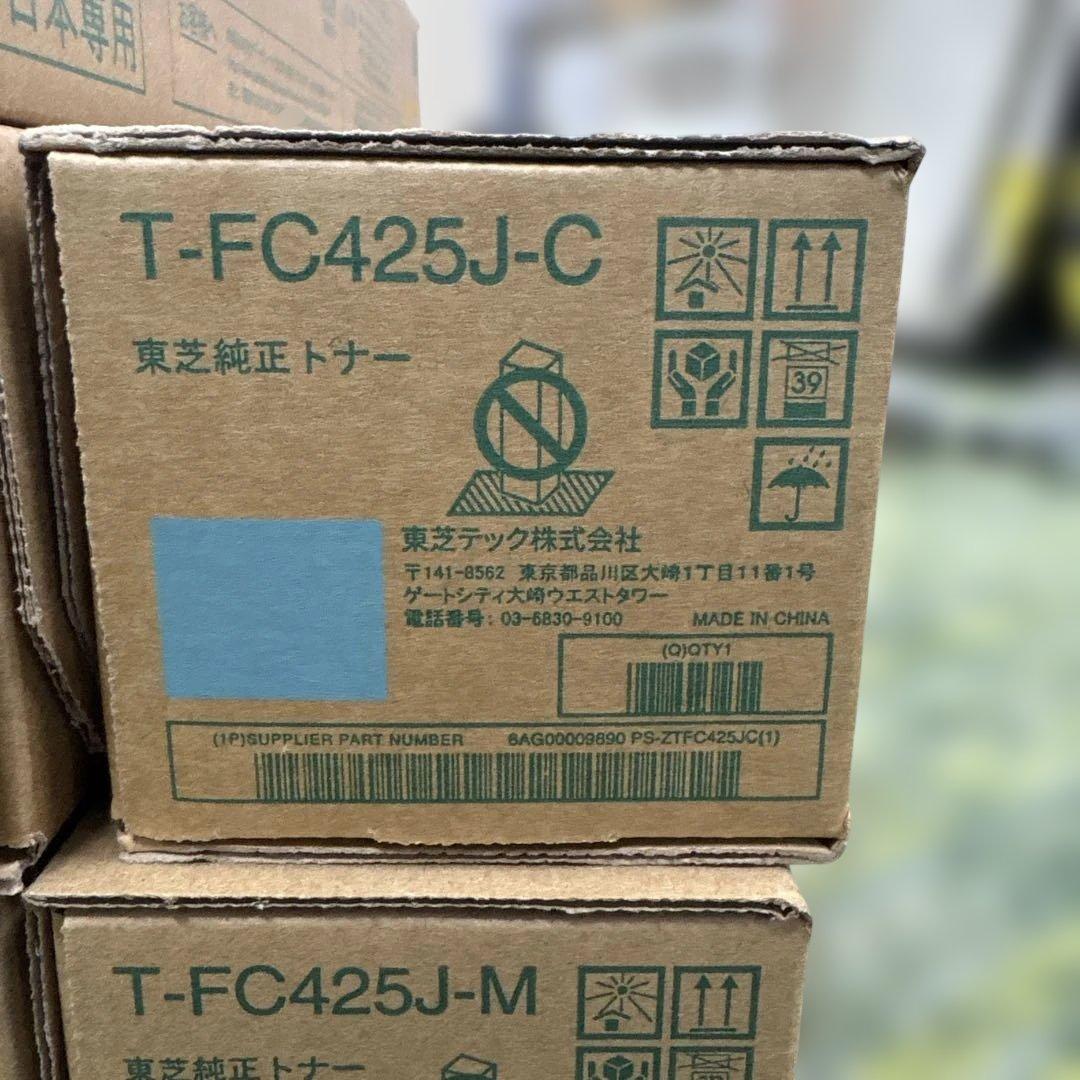 日本専用
T-FC425J-C
東芝純正トナー
39
東芝テック株式会社
〒141-8562 東京都品川区大崎1丁目11番1号
ゲートシティ大崎ウエストタワー
電話番号: 03-6830-9100 MADE IN CHINA
(Q)QTY1
(1P)SUPPLIER PART NUMBER 6AG00009890 PS-ZTFC425JC(1)
T-FC425J-M
東芝純正トナー